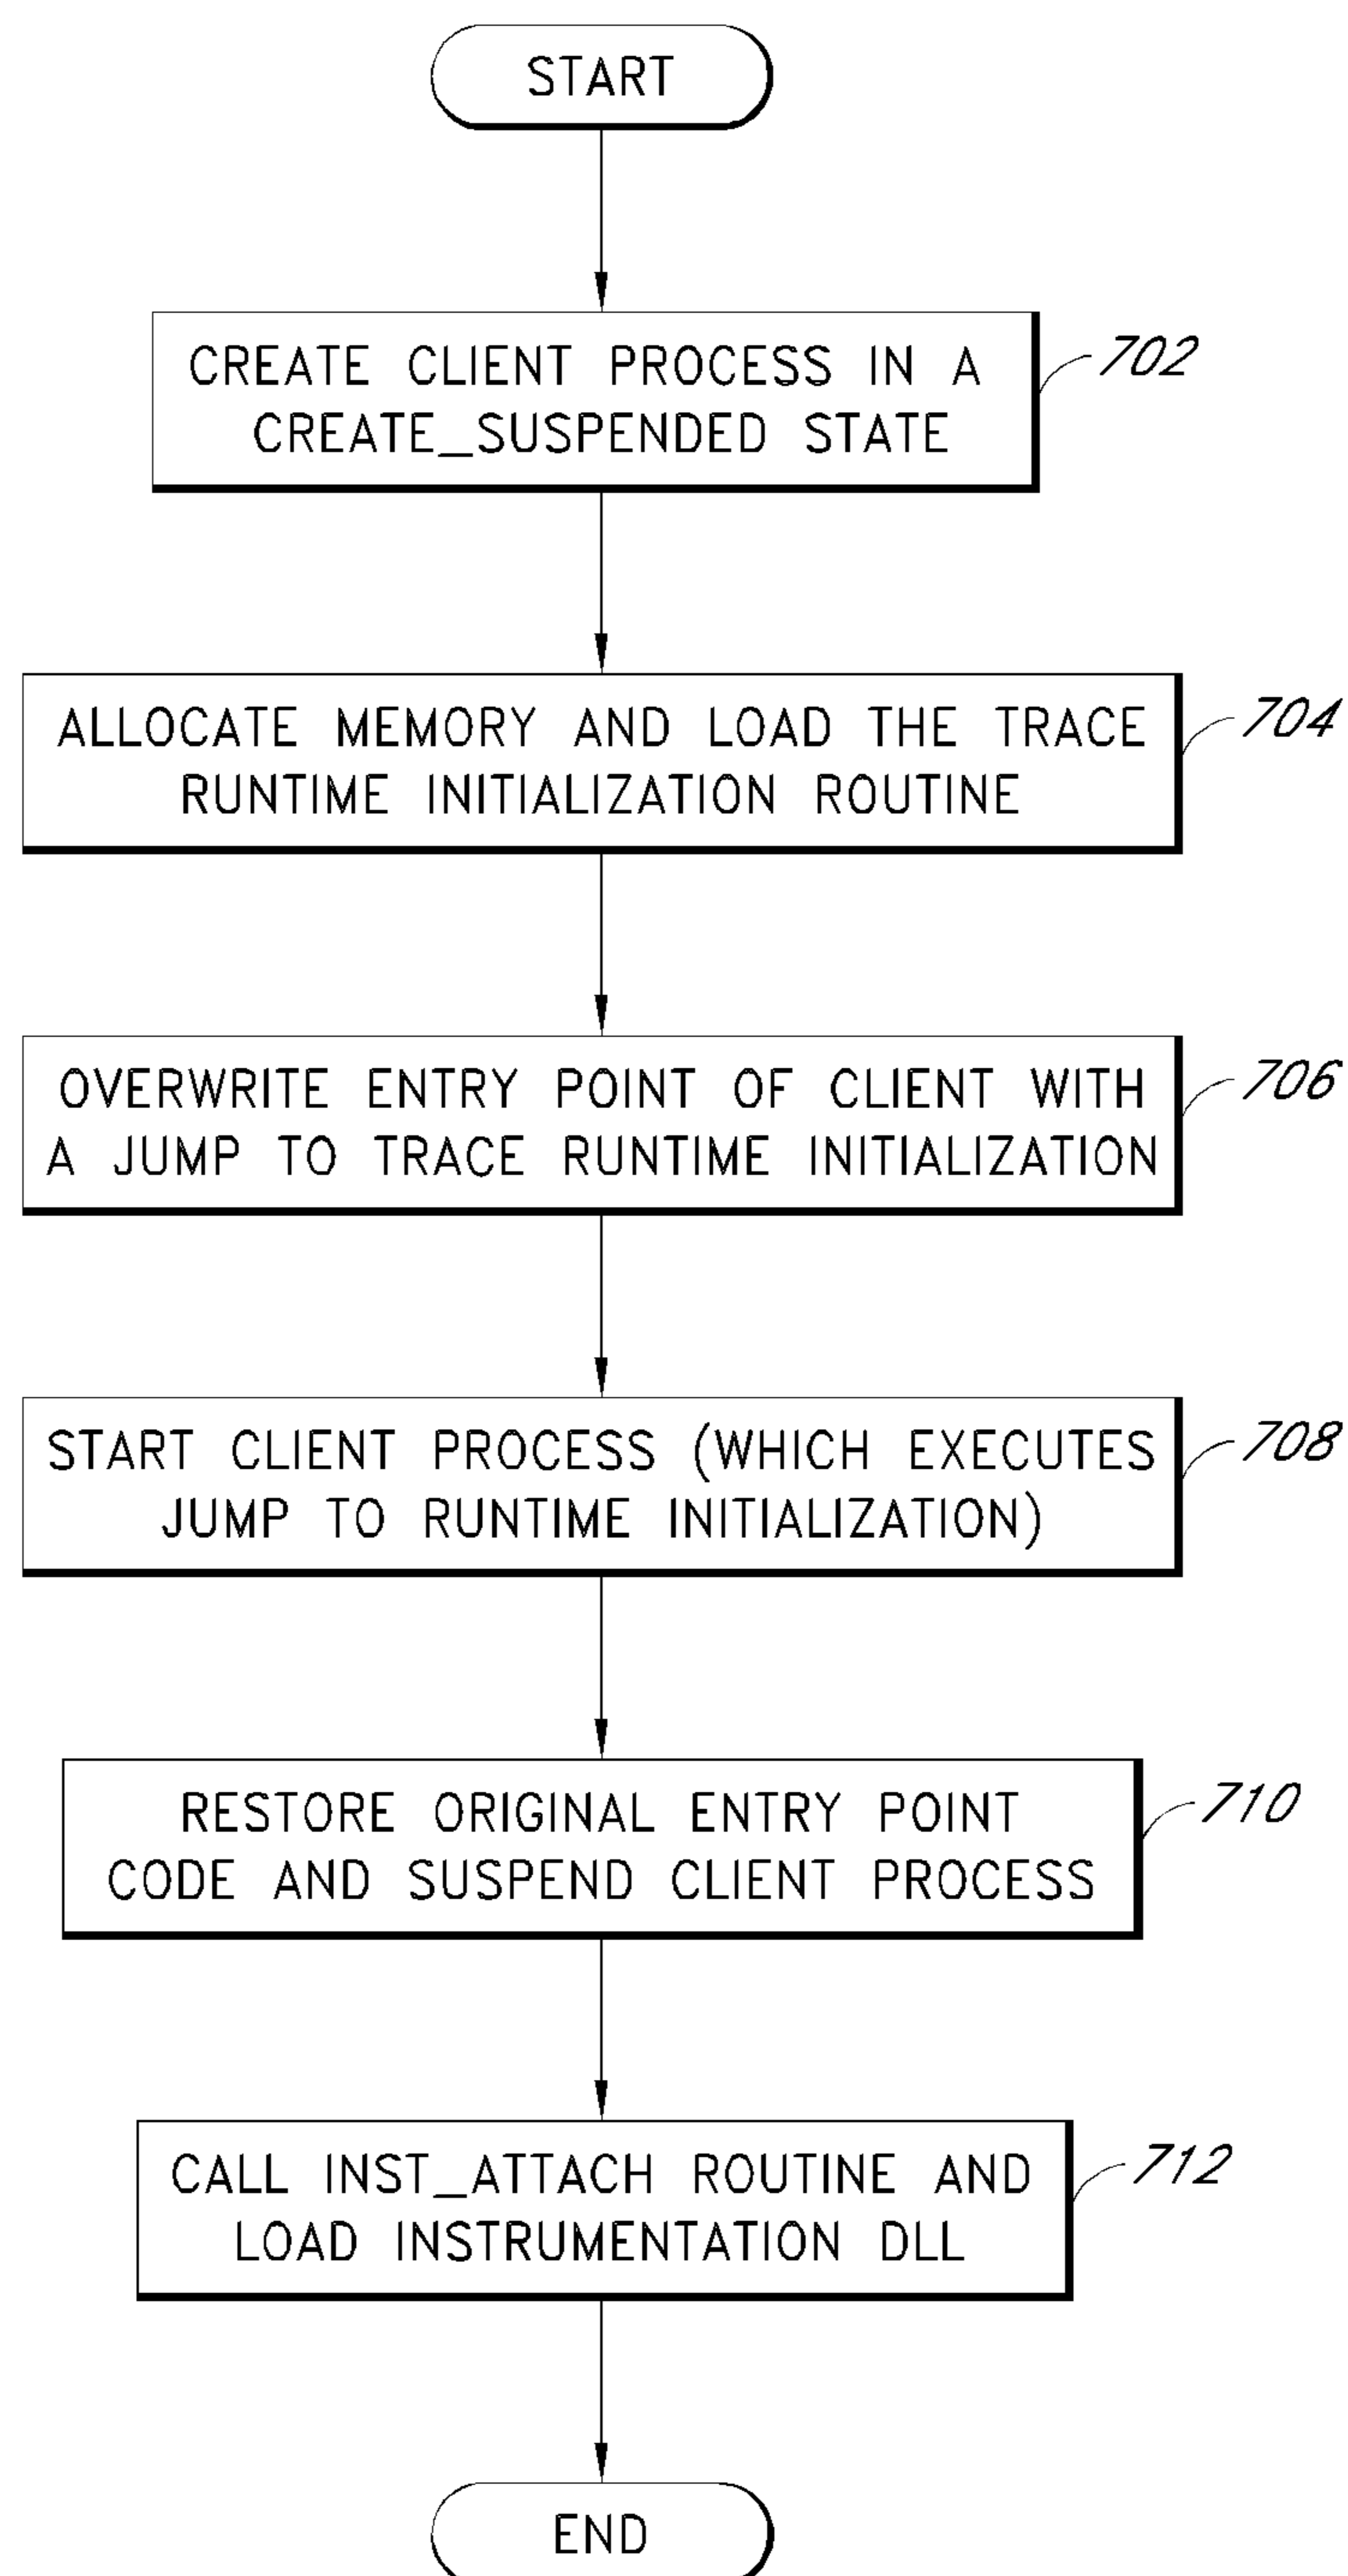 START
CREATE CLIENT PROCESS IN A
CREATE_SUSPENDED STATE
702
ALLOCATE MEMORY AND LOAD THE TRACE
RUNTIME INITIALIZATION ROUTINE
704
OVERWRITE ENTRY POINT OF CLIENT WITH
A JUMP TO TRACE RUNTIME INITIALIZATION
706
START CLIENT PROCESS (WHICH EXECUTES
JUMP TO RUNTIME INITIALIZATION)
708
RESTORE ORIGINAL ENTRY POINT
CODE AND SUSPEND CLIENT PROCESS
710
CALL INST_ATTACH ROUTINE AND
LOAD INSTRUMENTATION DLL
712
END